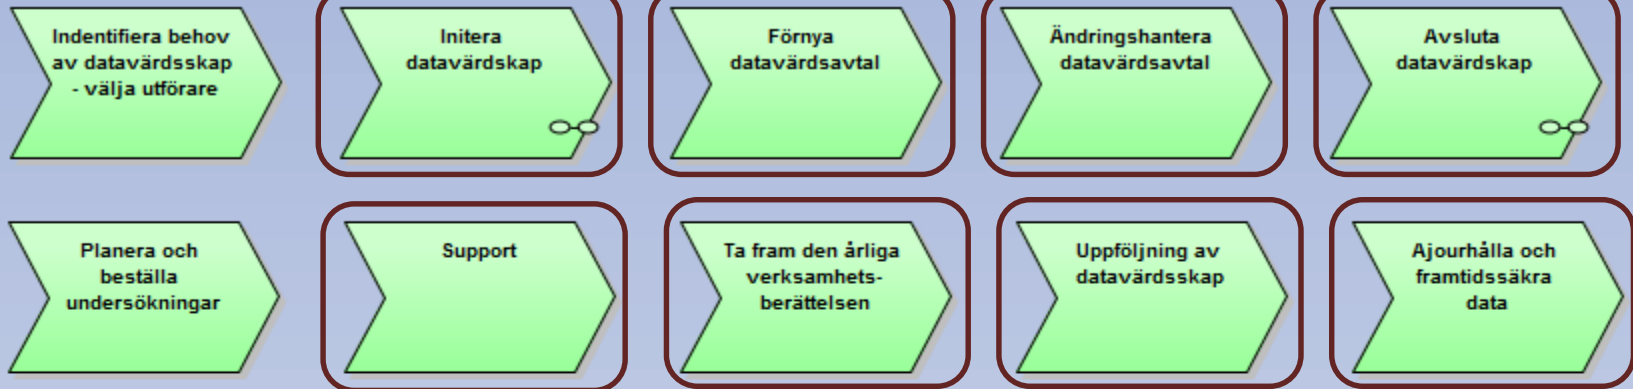 Indentifiera behov
av datavärdsskap
- välja utförare
Initera
datavärdskap
Förnya
datavärdsavtal
Ändringshantera
datavärdsavtal
Avsluta
datavärdskap
Planera och
beställa
undersökningar
Support
Ta fram den årliga
verksamhets-
berättelsen
Uppföljning av
datavärdsskap
Ajourhålla och
framtidssäkra
data